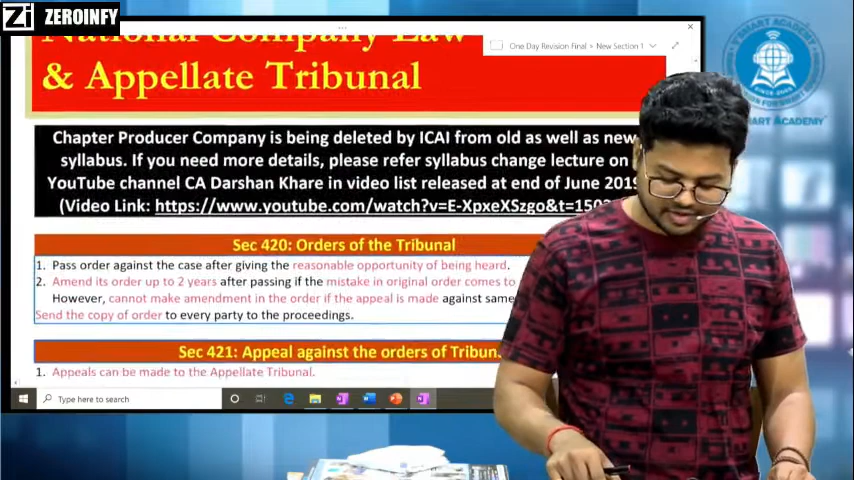 Zi ZEROINFY
One Day Revision Final » New Section 1
National Company Law
& Appellate Tribunal
Chapter Producer Company is being deleted by ICAI from old as well as new
syllabus. If you need more details, please refer syllabus change lecture on
YouTube channel CA Darshan Khare in video list released at end of June 2019
(Video Link: https://www.youtube.com/watch?v=E-XpxeXSzgo&t=150
Sec 420: Orders of the Tribunal
1. Pass order against the case after giving the reasonable opportunity of being heard.
2. Amend its order up to 2 years after passing if the mistake in original order comes to
However, cannot make amendment in the order if the appeal is made against same
Send the copy of order to every party to the proceedings.
Sec 421: Appeal against the orders of Tribun
1. Appeals can be made to the Appellate Tribunal.
Type here to search
SMART ACADEMY
SMART ACADEMY